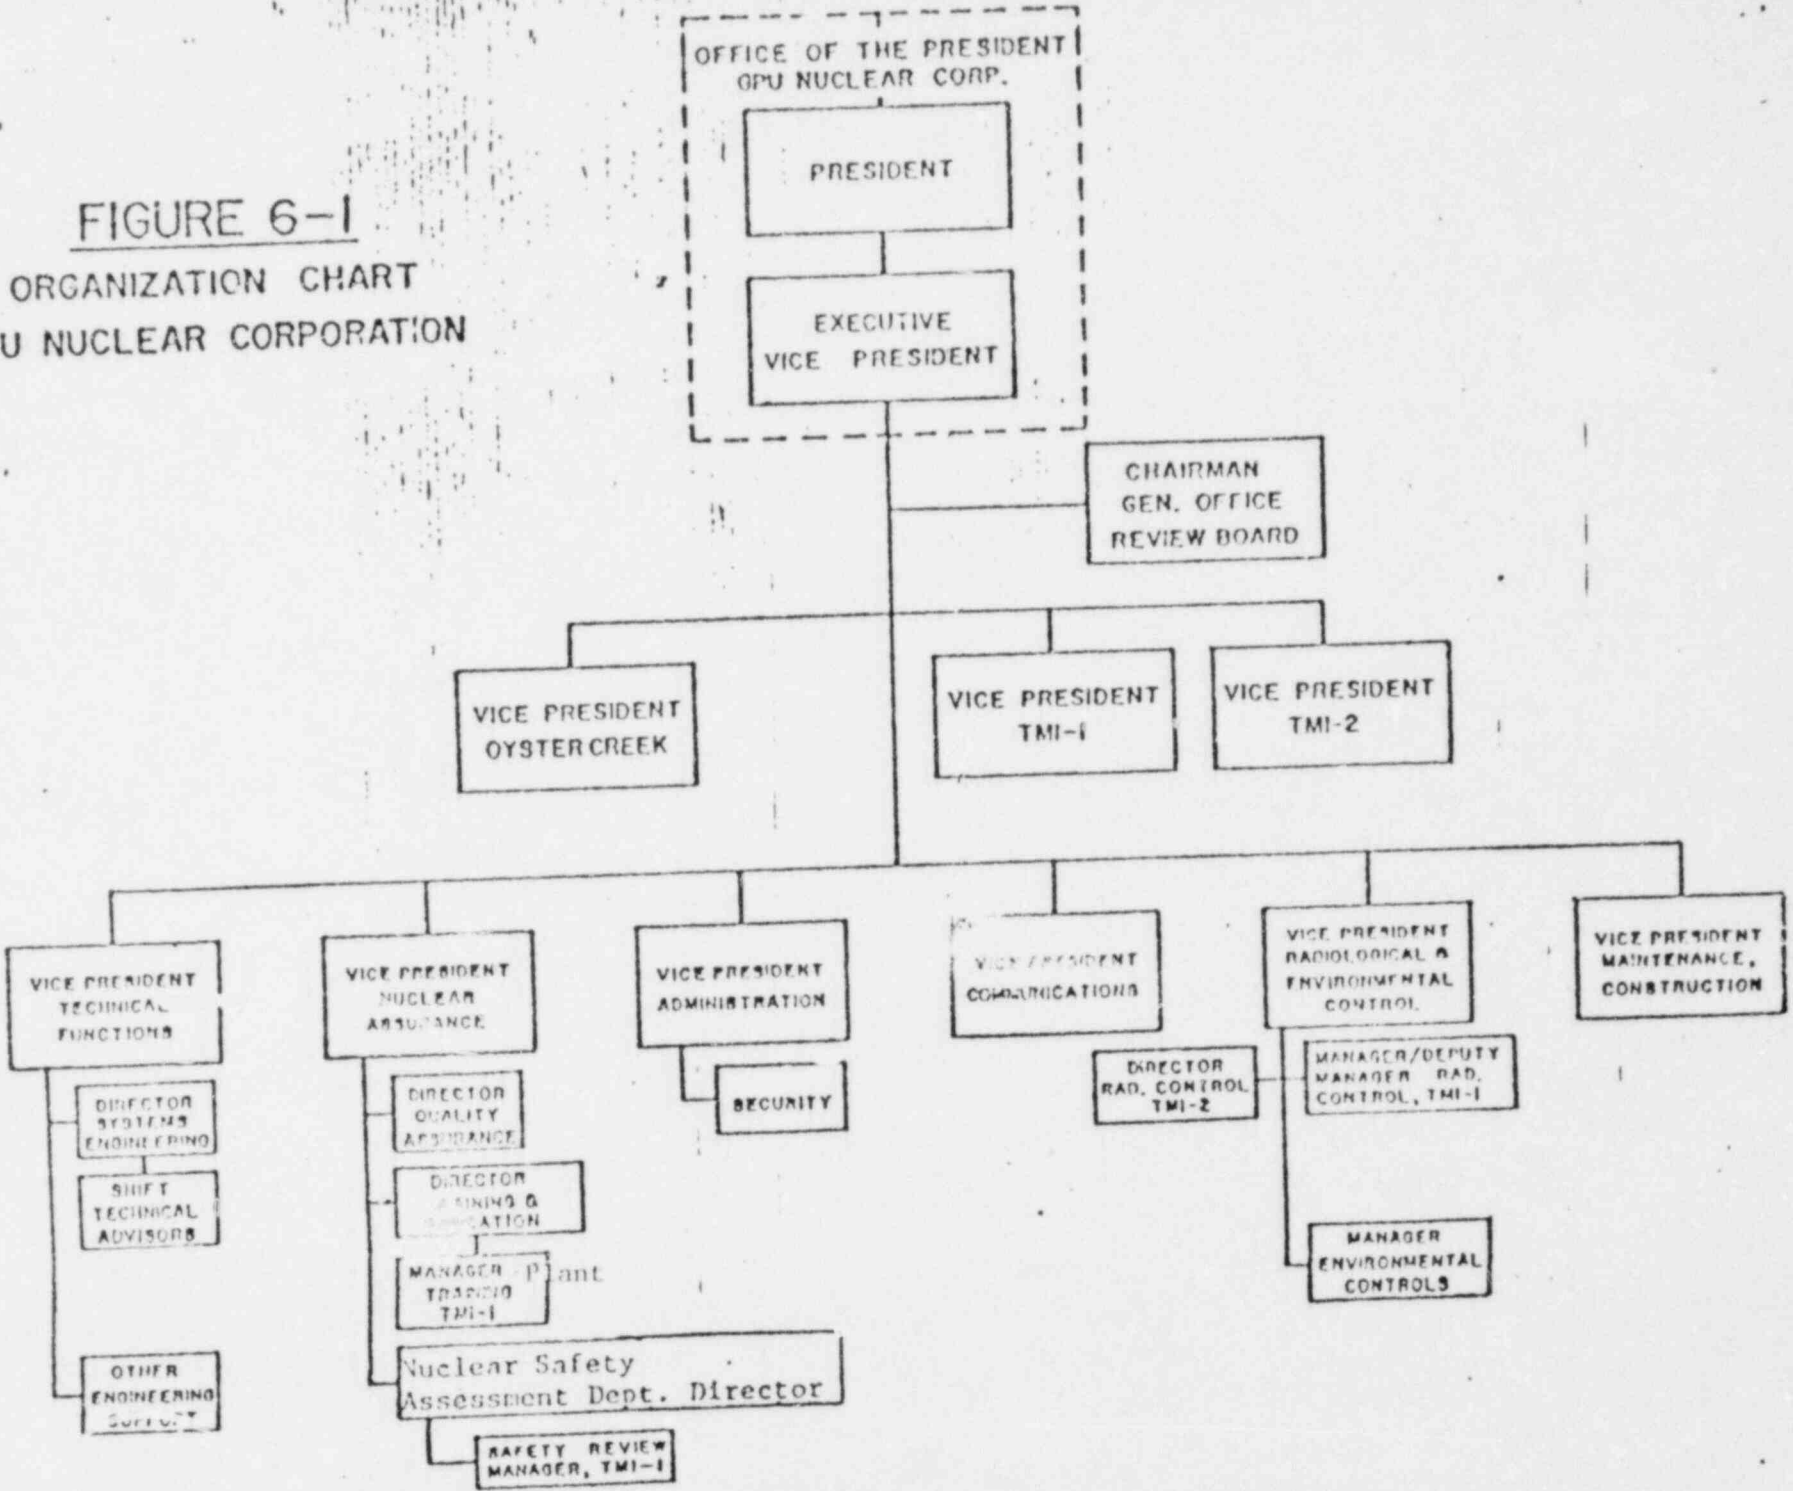 OFFICE OF THE PRESIDENT
GPU NUCLEAR CORP.
PRESIDENT
EXECUTIVE
VICE PRESIDENT
FIGURE 6-1
ORGANIZATION CHART
U NUCLEAR CORPORATION
CHAIRMAN
GEN. OFFICE
REVIEW BOARD
VICE PRESIDENT
OYSTER CREEK
VICE PRESIDENT
TMI-1
VICE PRESIDENT
TMI-2
VICE PRESIDENT
TECHNICAL
FUNCTIONS
DIRECTOR
SYSTEMS
ENGINEERING
SHIFT
TECHNICAL
ADVISORS
OTHER
ENGINEERING
SUPPORT
VICE PRESIDENT
NUCLEAR
ASSURANCE
DIRECTOR
QUALITY
ASSURANCE
DIRECTOR
AINING &
CATION
MANAGER Plant
TRAINING
TMI-1
Nuclear Safety
Assessment Dept. Director
SAFETY REVIEW
MANAGER, TMI-1
VICE PRESIDENT
ADMINISTRATION
SECURITY
VICE PRESIDENT
COMMUNICATIONS
VICE PRESIDENT
RADIOLOGICAL &
ENVIRONMENTAL
CONTROL
DIRECTOR
RAD. CONTROL
TMI-2
MANAGER/DEPUTY
MANAGER RAD.
CONTROL, TMI-1
MANAGER
ENVIRONMENTAL
CONTROLS
VICE PRESIDENT
MAINTENANCE,
CONSTRUCTION